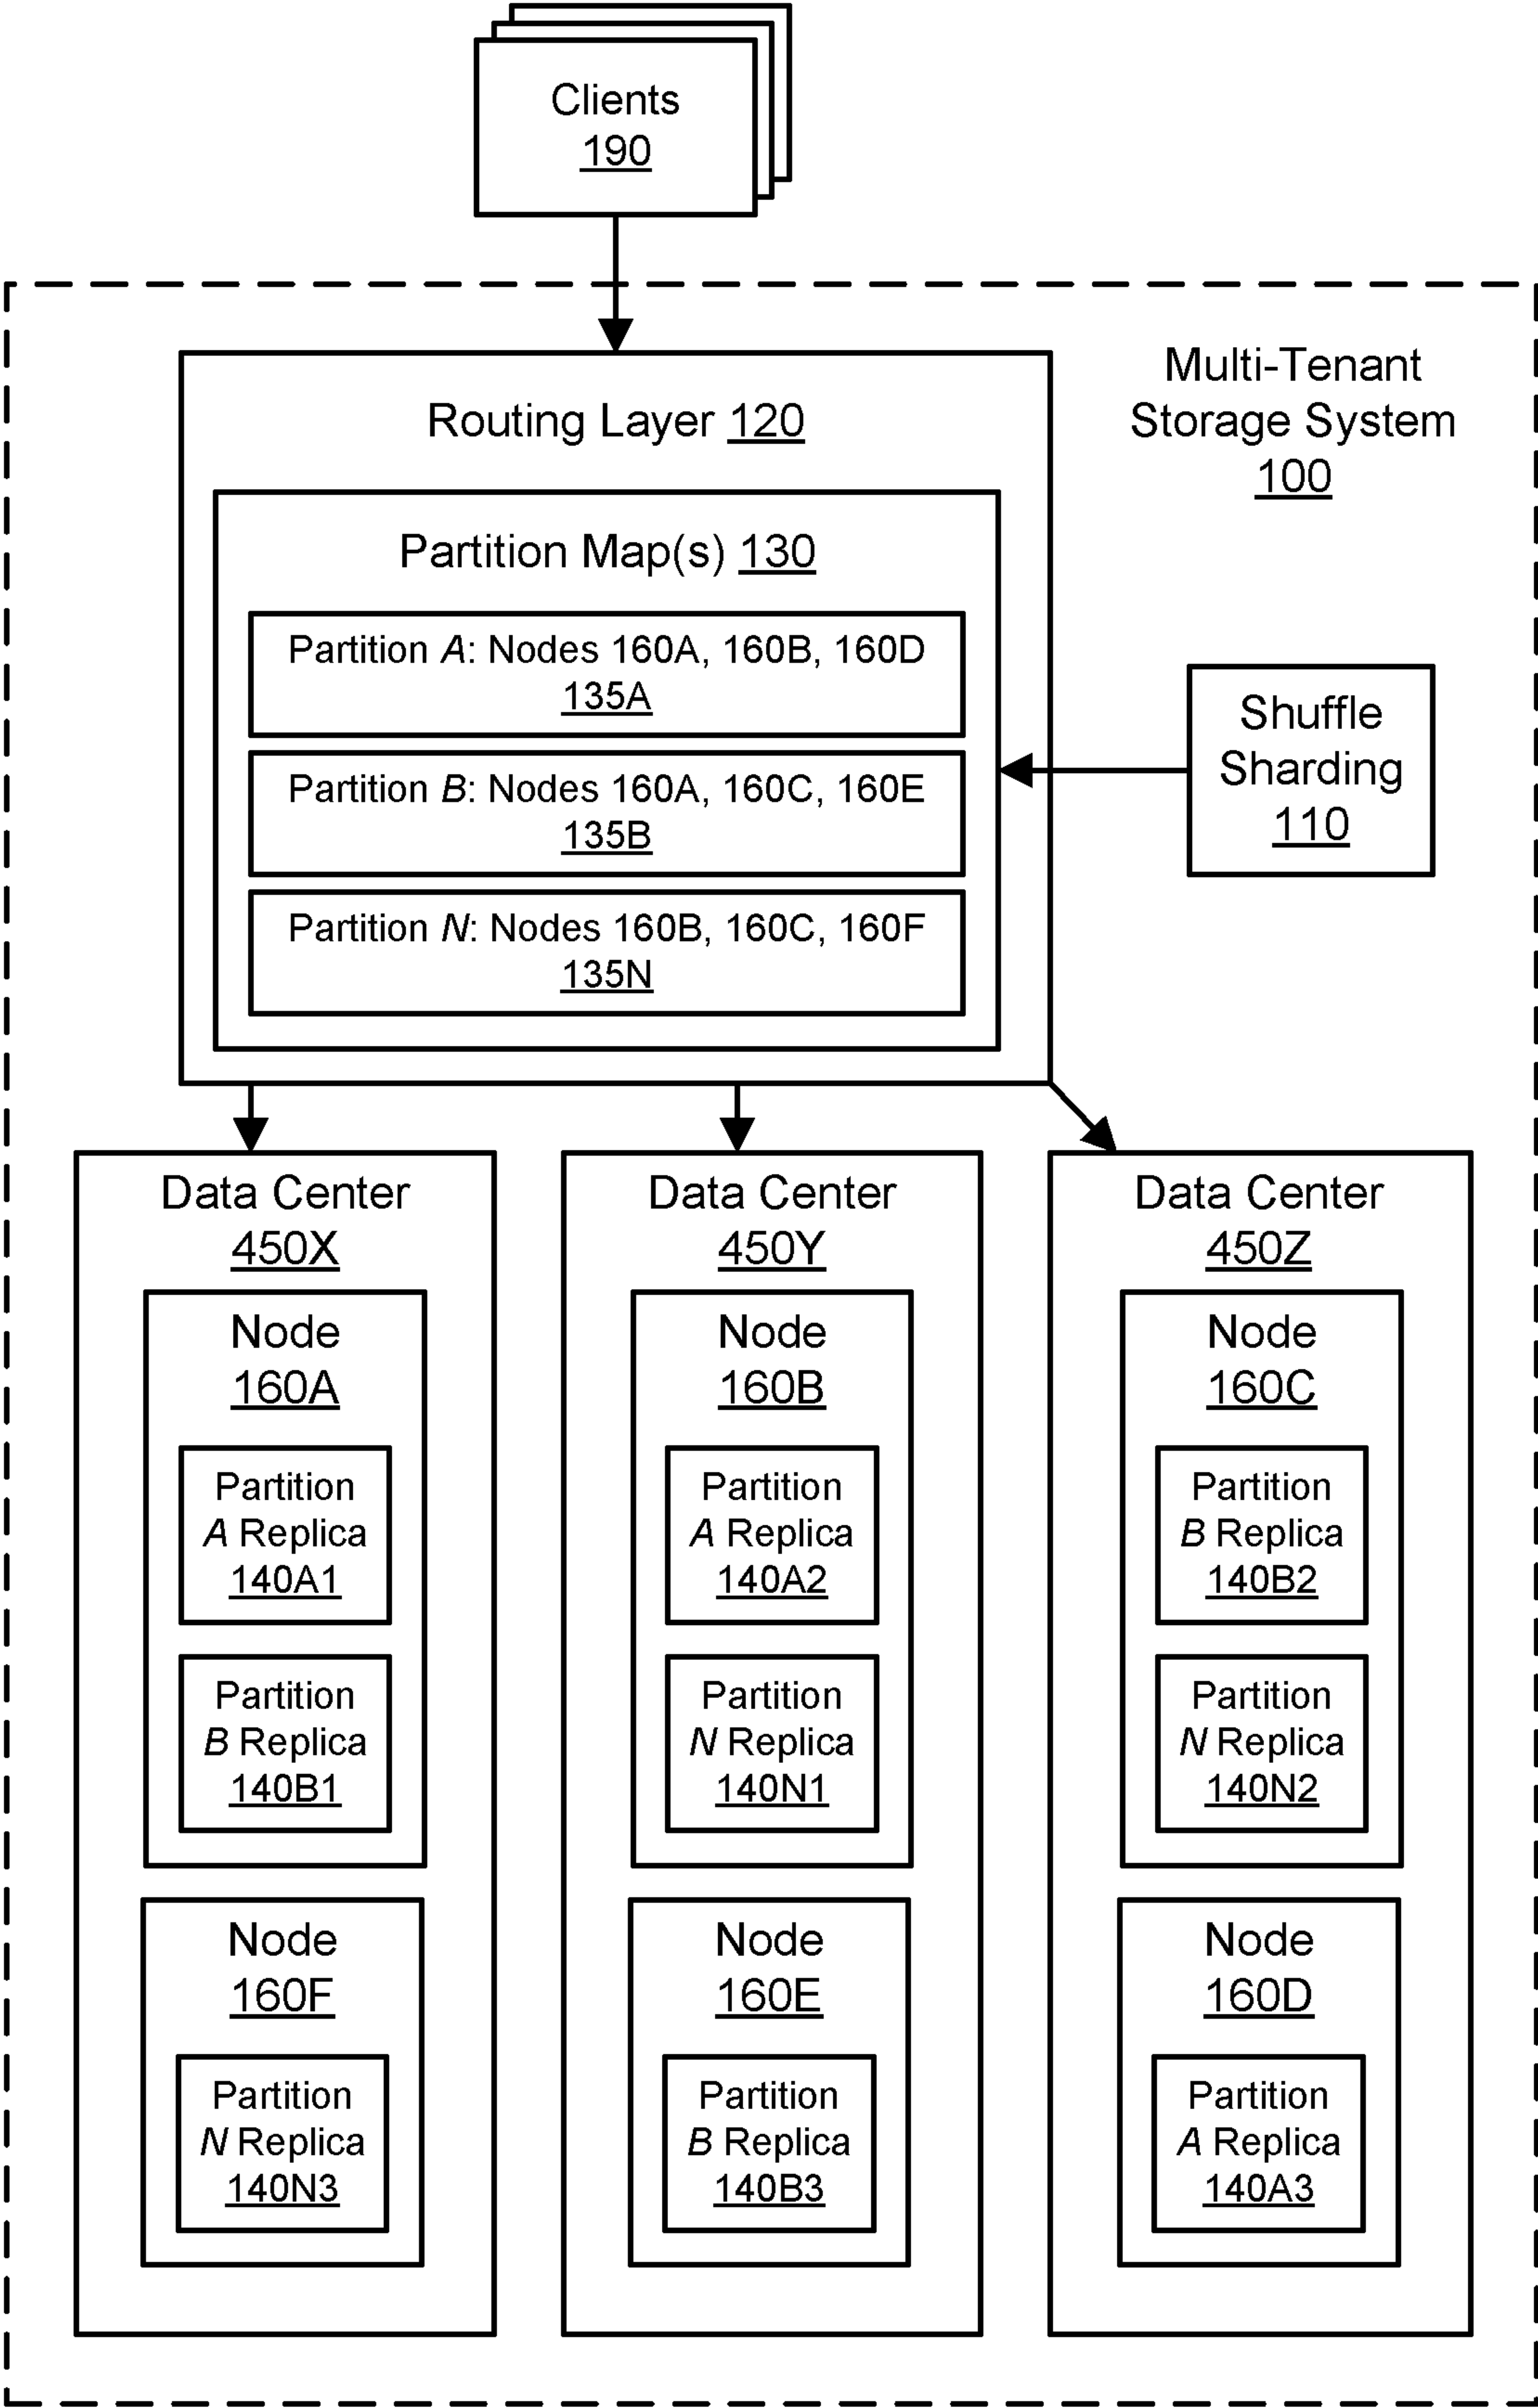 Clients
190
Multi-Tenant
Storage System
100
Routing Layer 120
Partition Map(s) 130
Partition A: Nodes 160A, 160B, 160D
135A
Partition B: Nodes 160A, 160C, 160E
135B
Partition N: Nodes 160B, 160C, 160F
135N
Shuffle
Sharding
110
Data Center
450X
Node
160A
Partition
A Replica
140A1
Partition
B Replica
140B1
Node
160F
Partition
N Replica
140N3
Data Center
450Y
Node
160B
Partition
A Replica
140A2
Partition
N Replica
140N1
Node
160E
Partition
B Replica
140B3
Data Center
450Z
Node
160C
Partition
B Replica
140B2
Partition
N Replica
140N2
Node
160D
Partition
A Replica
140A3